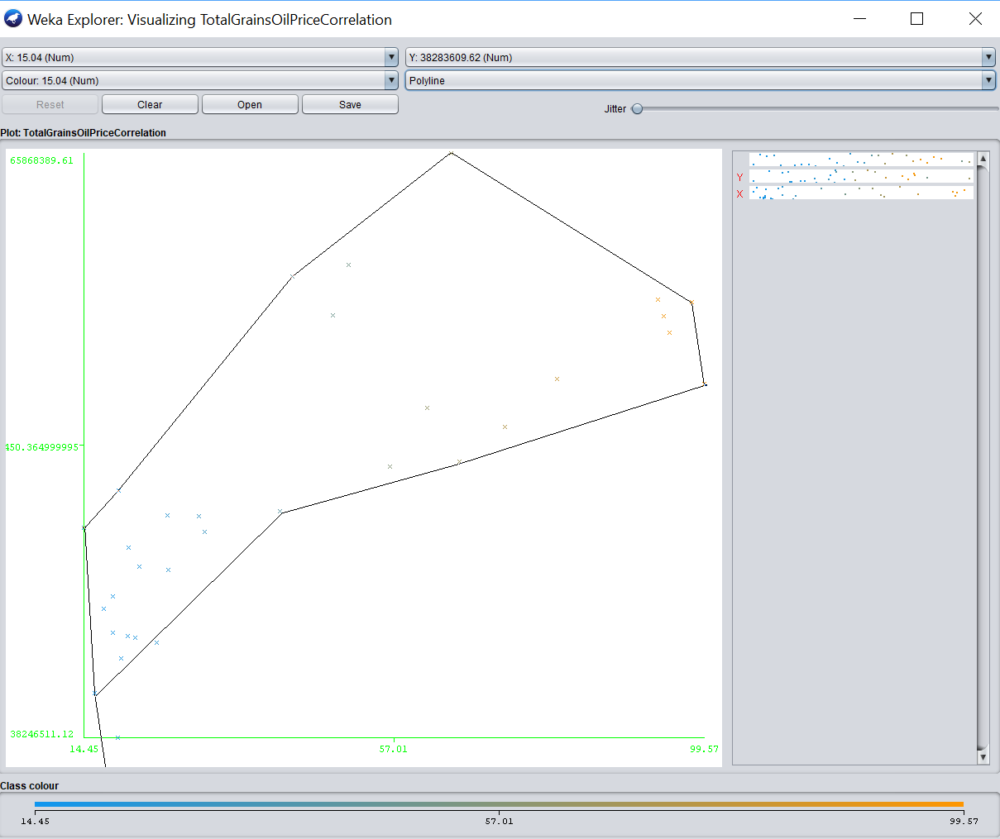 Weka Explorer: Visualizing TotalGrainsOilPriceCorrelation
X: 15.04 (Num)
Y: 38283609.62 (Num)
Colour: 15.04 (Num)
Polyline
Reset
Clear
Open
Save
Jitter
Plot: TotalGrainsOilPriceCorrelation
65868389.61
Y
X
450.364999995
38246511.12
14.45
57.01
99.57
Class colour
14.45
57.01
99.57